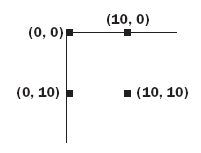 (10, 0)
(0, 0)
(0, 10)
(10, 10)